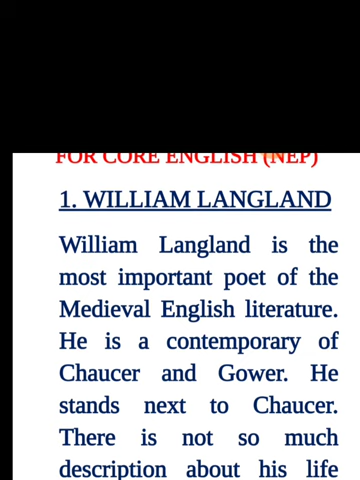 FOR CORE ENGLISH (NEP)
1. WILLIAM LANGLAND
William Langland is the
most important poet of the
Medieval English literature.
He is a contemporary of
Chaucer and Gower. He
stands next to Chaucer.
There is not so much
description about his life